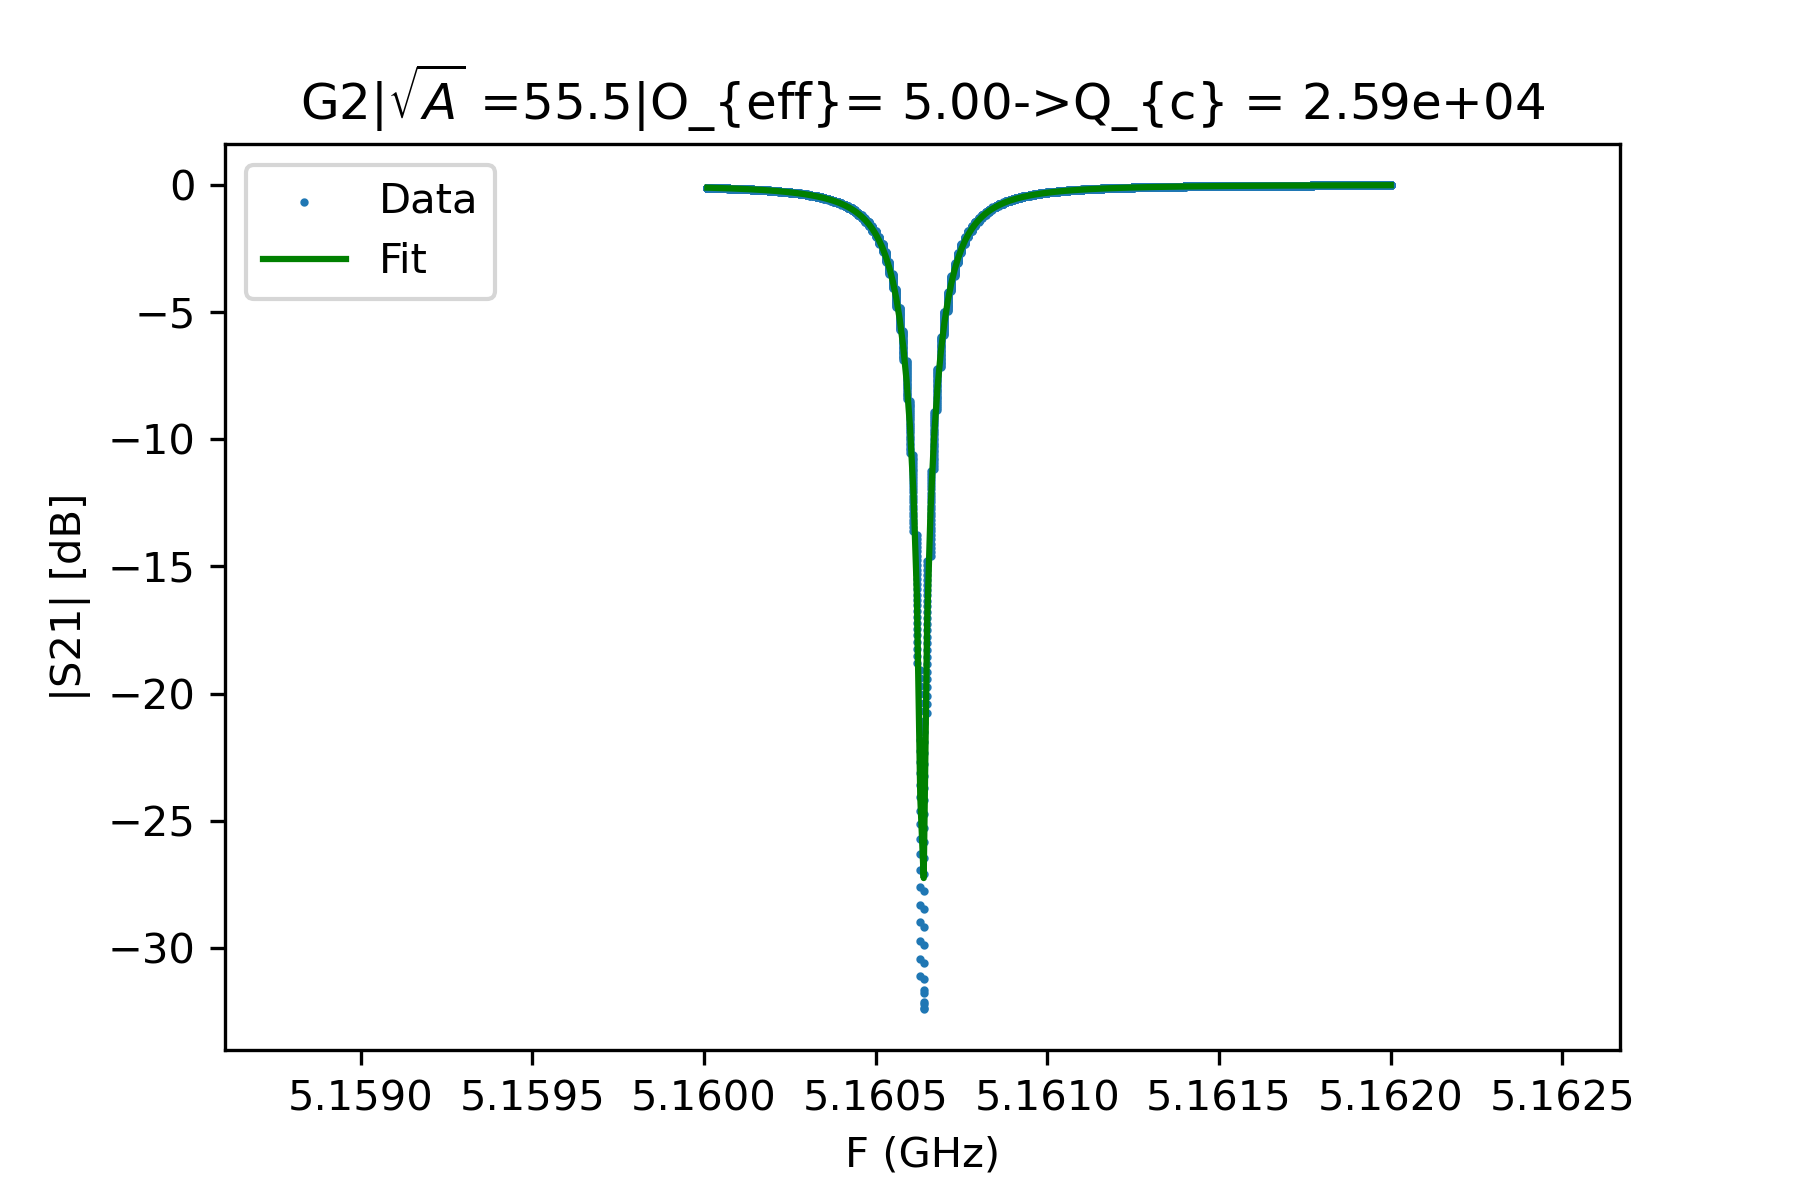 G2|√A =55.5|O_{eff}= 5.00->Q_{c} = 2.59e+04
Data
Fit
0
−5
−10
−15
−20
−25
−30
|S21| [dB]
5.1590 5.1595 5.1600 5.1605 5.1610 5.1615 5.1620 5.1625
F (GHz)